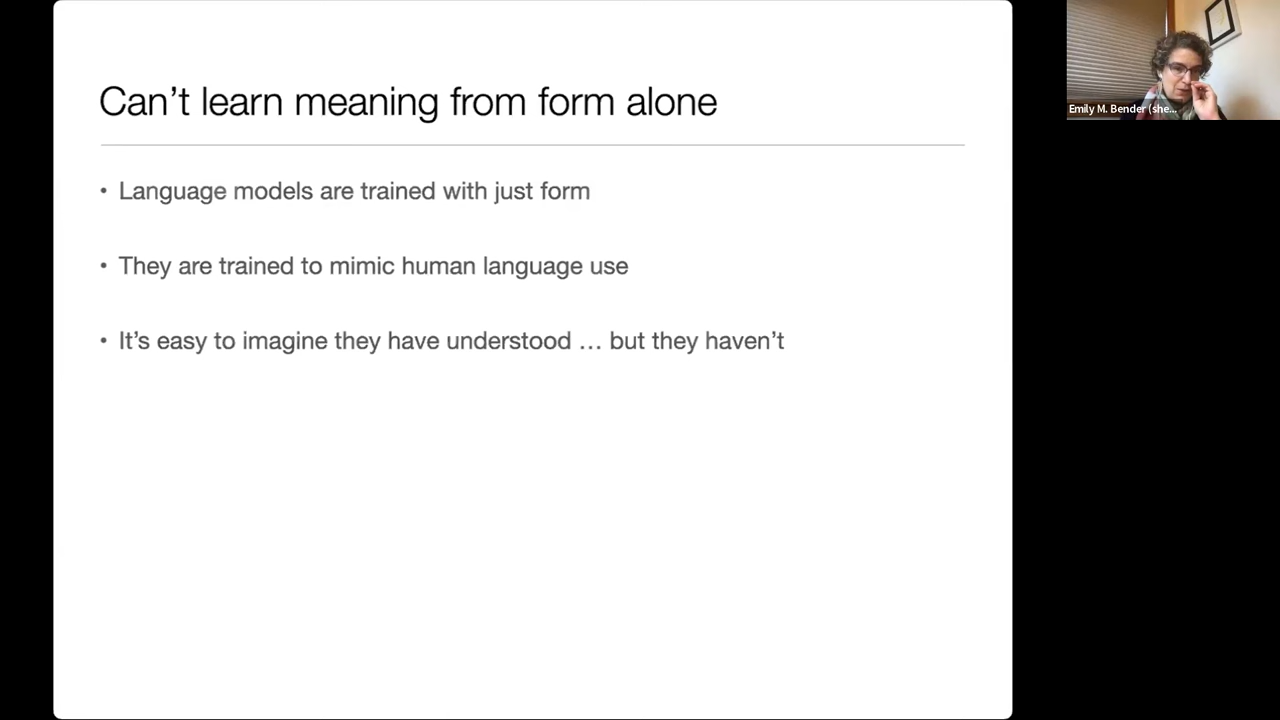 Can’t learn meaning from form alone
• Language models are trained with just form
• They are trained to mimic human language use
• It’s easy to imagine they have understood … but they haven’t
Emily M. Bender (she...